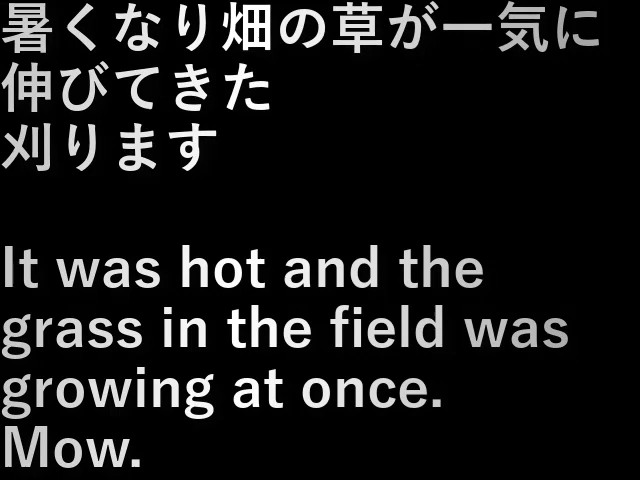 暑くなり畑の草が一気に
伸びてきた
刈ります
It was hot and the
grass in the field was
growing at once.
Mow.